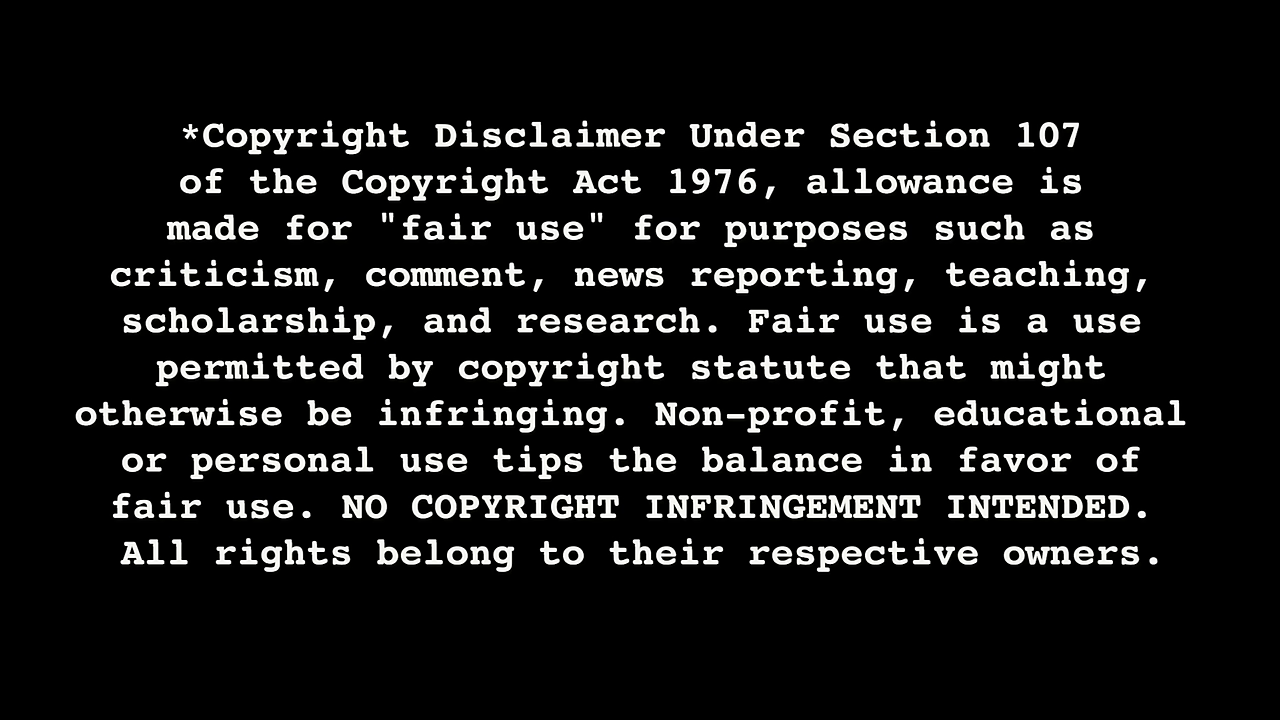 *Copyright Disclaimer Under Section 107
of the Copyright Act 1976, allowance is
made for "fair use" for purposes such as
criticism, comment, news reporting, teaching,
scholarship, and research. Fair use is a use
permitted by copyright statute that might
otherwise be infringing. Non-profit, educational
or personal use tips the balance in favor of
fair use. NO COPYRIGHT INFRINGEMENT INTENDED.
All rights belong to their respective owners.